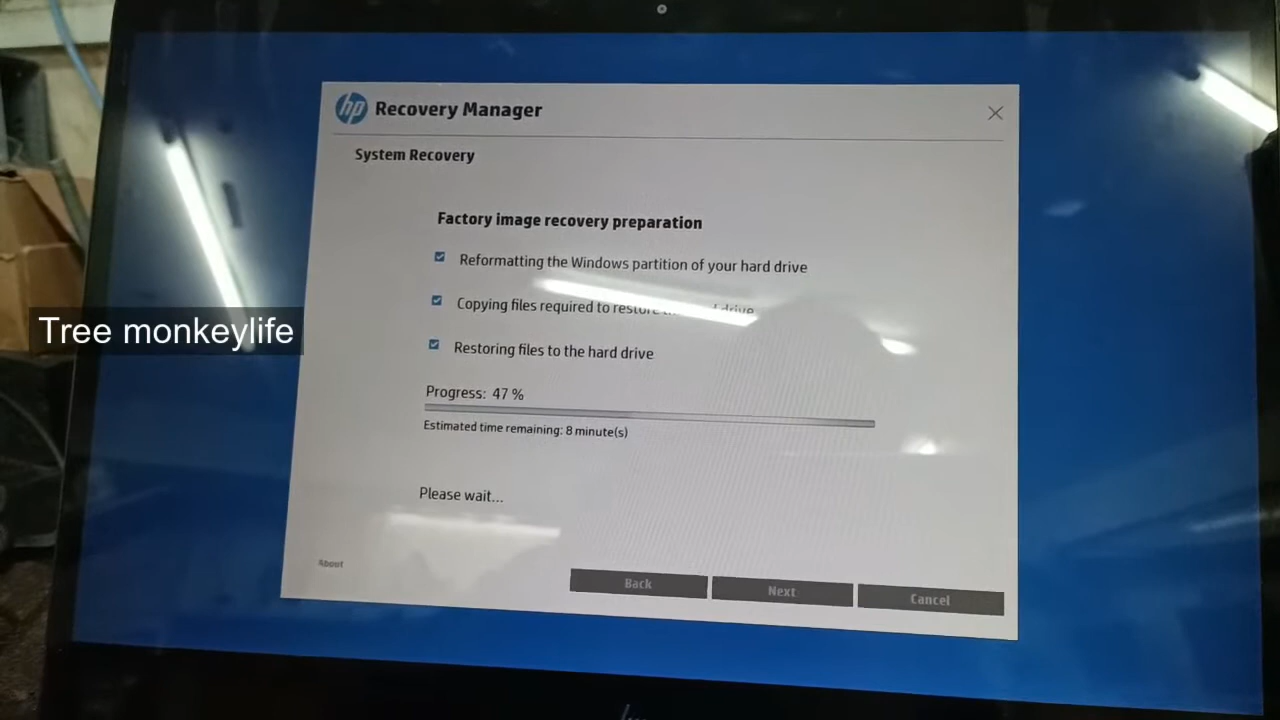 hp Recovery Manager
System Recovery
Factory image recovery preparation
Reformatting the Windows partition of your hard drive
Copying files required to restore drive
Tree monkeylife
Restoring files to the hard drive
Progress: 47 %
Estimated time remaining: 8 minute(s)
Please wait...
About
Back
Next
Cancel